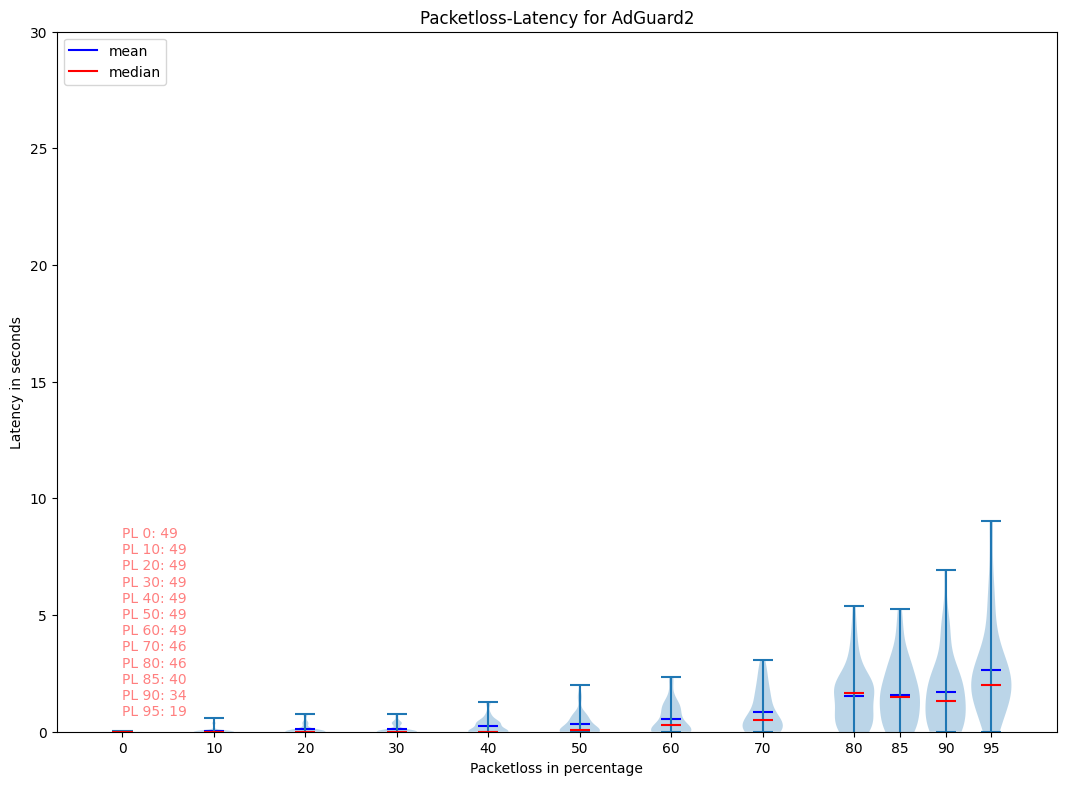 Packetloss-Latency for AdGuard2
mean
median
Latency in seconds
30
25
20
15
10
5
0
PL 0: 49
PL 10: 49
PL 20: 49
PL 30: 49
PL 40: 49
PL 50: 49
PL 60: 49
PL 70: 46
PL 80: 46
PL 85: 40
PL 90: 34
PL 95: 19
0 10 20 30 40 50 60 70 80 85 90 95
Packetloss in percentage